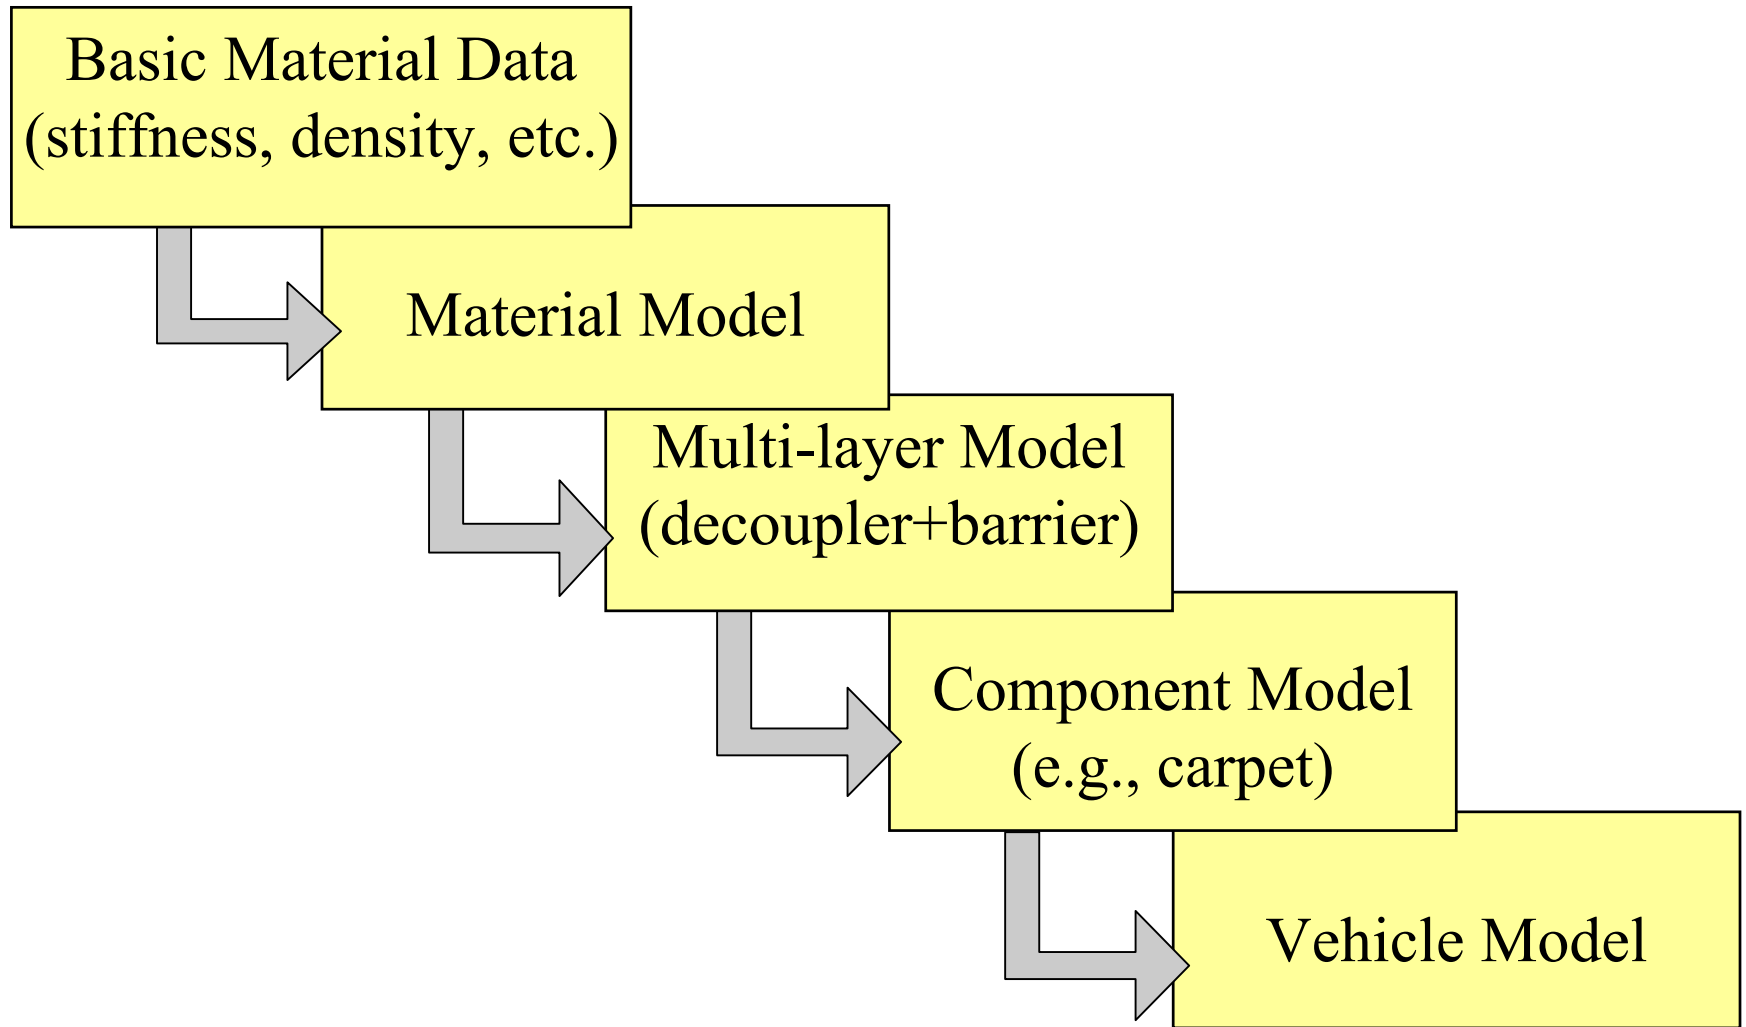 Basic Material Data
(stiffness, density, etc.)
Material Model
Multi-layer Model
(decoupler+barrier)
Component Model
(e.g., carpet)
Vehicle Model